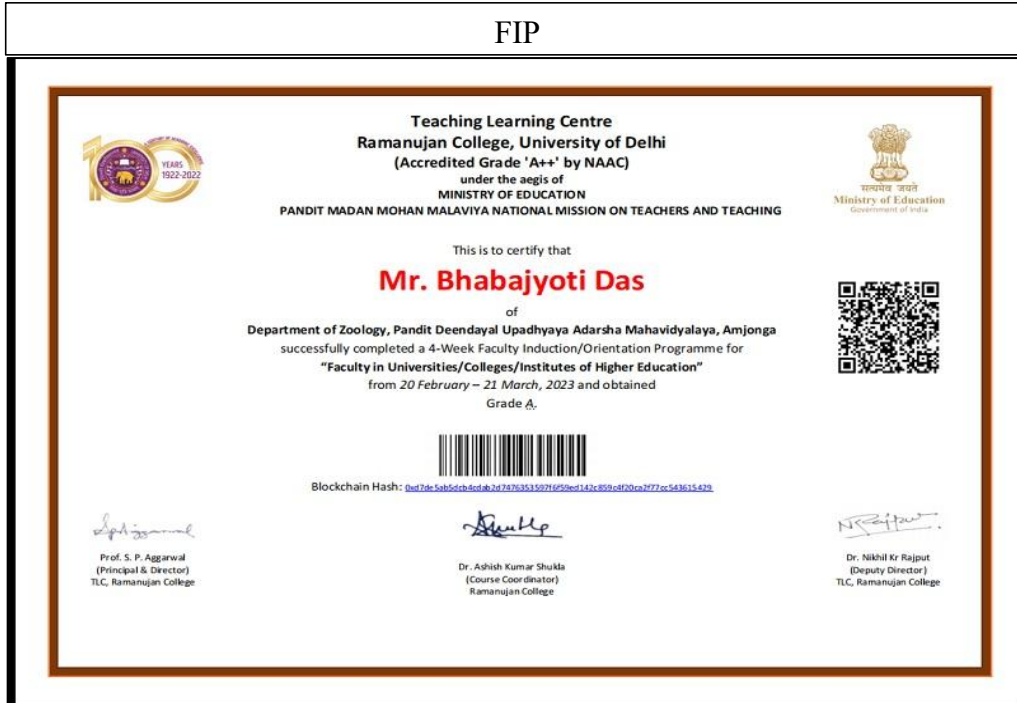 FIP
Teaching Learning Centre
Ramanujan College, University of Delhi
(Accredited Grade 'A++' by NAAC)
under the aegis of
MINISTRY OF EDUCATION
PANDIT MADAN MOHAN MALAVIYA NATIONAL MISSION ON TEACHERS AND TEACHING
YEARS
1922-2022
सत्यमेव जयते
Ministry of Education
Government of India
This is to certify that
Mr. Bhabajyoti Das
of
Department of Zoology, Pandit Deendayal Upadhyaya Adarsha Mahavidyalaya, Amjonga
successfully completed a 4-Week Faculty Induction/Orientation Programme for
“Faculty in Universities/Colleges/Institutes of Higher Education”
from 20 February – 21 March, 2023 and obtained
Grade A.
Blockchain Hash:
Prof. S. P. Aggarwal
(Principal & Director)
TLC, Ramanujan College
Dr. Ashish Kumar Shukla
(Course Coordinator)
Ramanujan College
Dr. Nikhil Kr Rajput
(Deputy Director)
TLC, Ramanujan College